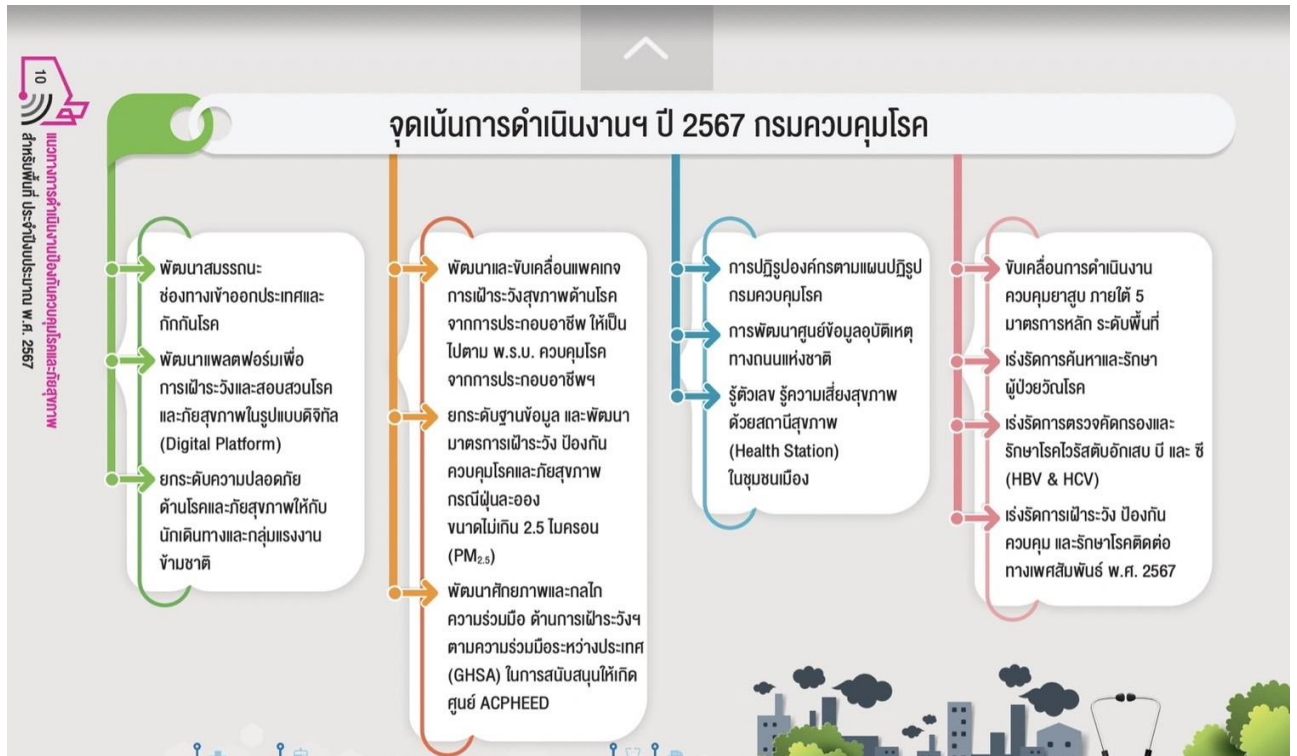 10
แนวทางการดำเนินงานป้องกันควบคุมโรคและภัยสุขภาพ
สำหรับพื้นที่ ประจำปีงบประมาณ พ.ศ. 2567
จุดเน้นการดำเนินงานฯ ปี 2567 กรมควบคุมโรค
พัฒนาสมรรถนะ
ช่องทางเข้าออกประเทศและ
กักกันโรค
พัฒนาแพลตฟอร์มเพื่อ
การเฝ้าระวังและสอบสวนโรค
และภัยสุขภาพในรูปแบบดิจิทัล
(Digital Platform)
ยกระดับความปลอดภัย
ด้านโรคและภัยสุขภาพให้กับ
นักเดินทางและกลุ่มแรงงาน
ข้ามชาติ
พัฒนาและขับเคลื่อนแพคเกจ
การเฝ้าระวังสุขภาพด้านโรค
จากการประกอบอาชีพ ให้เป็น
ไปตาม พ.ร.บ. ควบคุมโรค
จากการประกอบอาชีพฯ
ยกระดับฐานข้อมูล และพัฒนา
มาตรการเฝ้าระวัง ป้องกัน
ควบคุมโรคและภัยสุขภาพ
กรณีฝุ่นละออง
ขนาดไม่เกิน 2.5 ไมครอน
(PM2.5)
พัฒนาศักยภาพและกลไก
ความร่วมมือ ด้านการเฝ้าระวังฯ
ตามความร่วมมือระหว่างประเทศ
(GHSA) ในการสนับสนุนให้เกิด
ศูนย์ ACPHEED
การปฏิรูปองค์กรตามแผนปฏิรูป
กรมควบคุมโรค
การพัฒนาศูนย์ข้อมูลอุบัติเหตุ
ทางถนนแห่งชาติ
รู้ตัวเลข รู้ความเสี่ยงสุขภาพ
ด้วยสถานีสุขภาพ
(Health Station)
ในชุมชนเมือง
ขับเคลื่อนการดำเนินงาน
ควบคุมยาสูบ ภายใต้ 5
มาตรการหลัก ระดับพื้นที่
เร่งรัดการค้นหาและรักษา
ผู้ป่วยวัณโรค
เร่งรัดการตรวจคัดกรองและ
รักษาโรคไวรัสตับอักเสบ บี และ ซี
(HBV & HCV)
เร่งรัดการเฝ้าระวัง ป้องกัน
ควบคุม และรักษาโรคติดต่อ
ทางเพศสัมพันธ์ พ.ศ. 2567